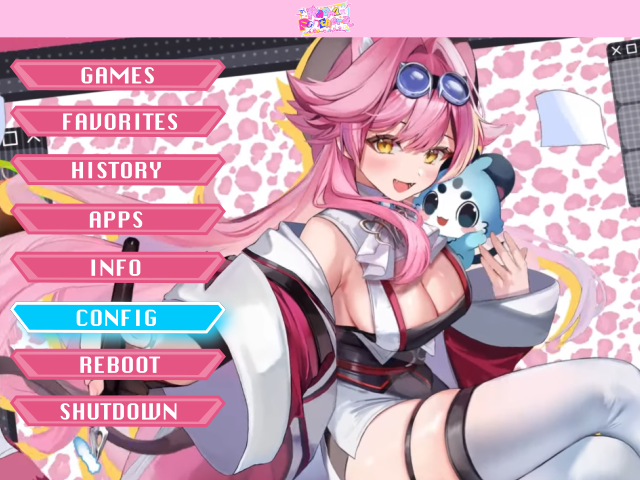 GAMES
FAVORITES
HISTORY
APPS
INFO
CONFIG
REBOOT
SHUTDOWN